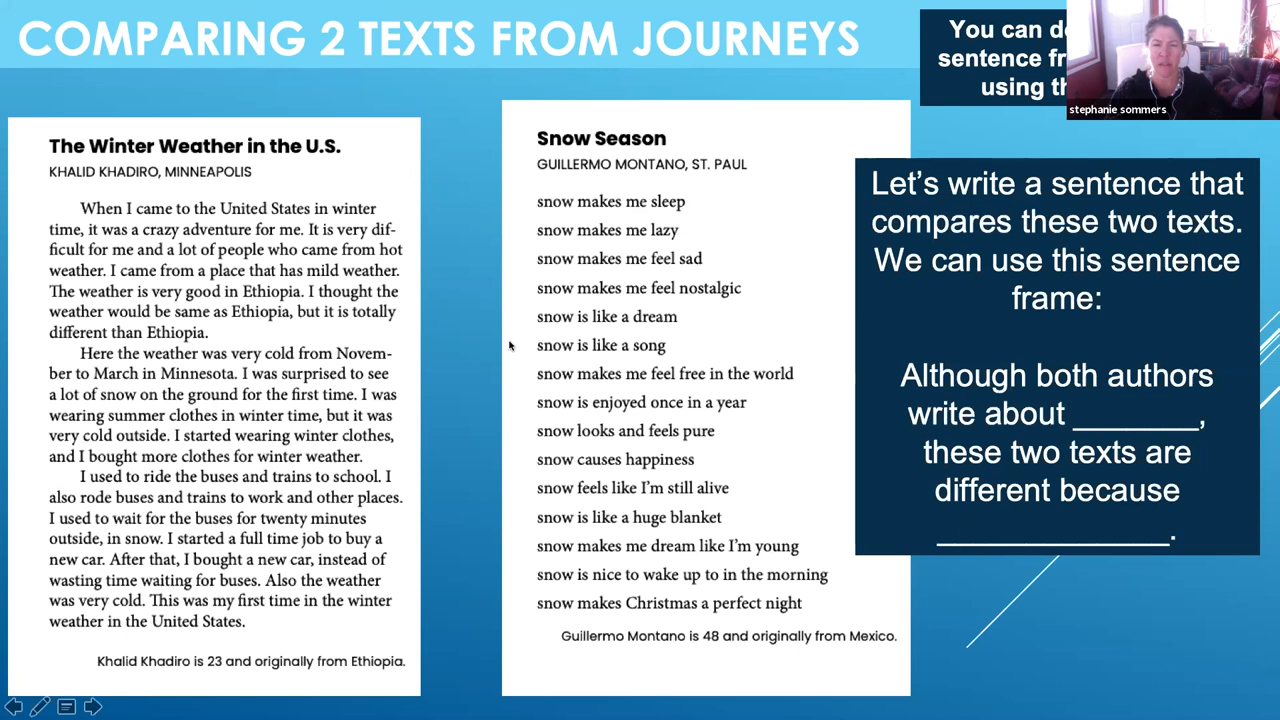 COMPARING 2 TEXTS FROM JOURNEYS
You can
sentence
using
stephanie sommers
The Winter Weather in the U.S.
KHALID KHADIRO, MINNEAPOLIS
When I came to the United States in winter
time, it was a crazy adventure for me. It is very dif-
ficult for me and a lot of people who came from hot
weather. I came from a place that has mild weather.
The weather is very good in Ethiopia. I thought the
weather would be same as Ethiopia, but it is totally
different than Ethiopia.
Here the weather was very cold from Novem-
ber to March in Minnesota. I was surprised to see
a lot of snow on the ground for the first time. I was
wearing summer clothes in winter time, but it was
very cold outside. I started wearing winter clothes,
and I bought more clothes for winter weather.
I used to ride the buses and trains to school. I
also rode buses and trains to work and other places.
I used to wait for the buses for twenty minutes
outside, in snow. I started a full time job to buy a
new car. After that, I bought a new car, instead of
wasting time waiting for buses. Also the weather
was very cold. This was my first time in the winter
weather in the United States.
Khalid Khadiro is 23 and originally from Ethiopia.
Snow Season
GUILLERMO MONTANO, ST. PAUL
snow makes me sleep
snow makes me lazy
snow makes me feel sad
snow makes me feel nostalgic
snow is like a dream
snow is like a song
snow makes me feel free in the world
snow is enjoyed once in a year
snow looks and feels pure
snow causes happiness
snow feels like I'm still alive
snow is like a huge blanket
snow makes me dream like I'm young
snow is nice to wake up to in the morning
snow makes Christmas a perfect night
Guillermo Montano is 48 and originally from Mexico.
Let's write a sentence that
compares these two texts.
We can use this sentence
frame:
Although both authors
write about _______,
these two texts are
different because
_____________.